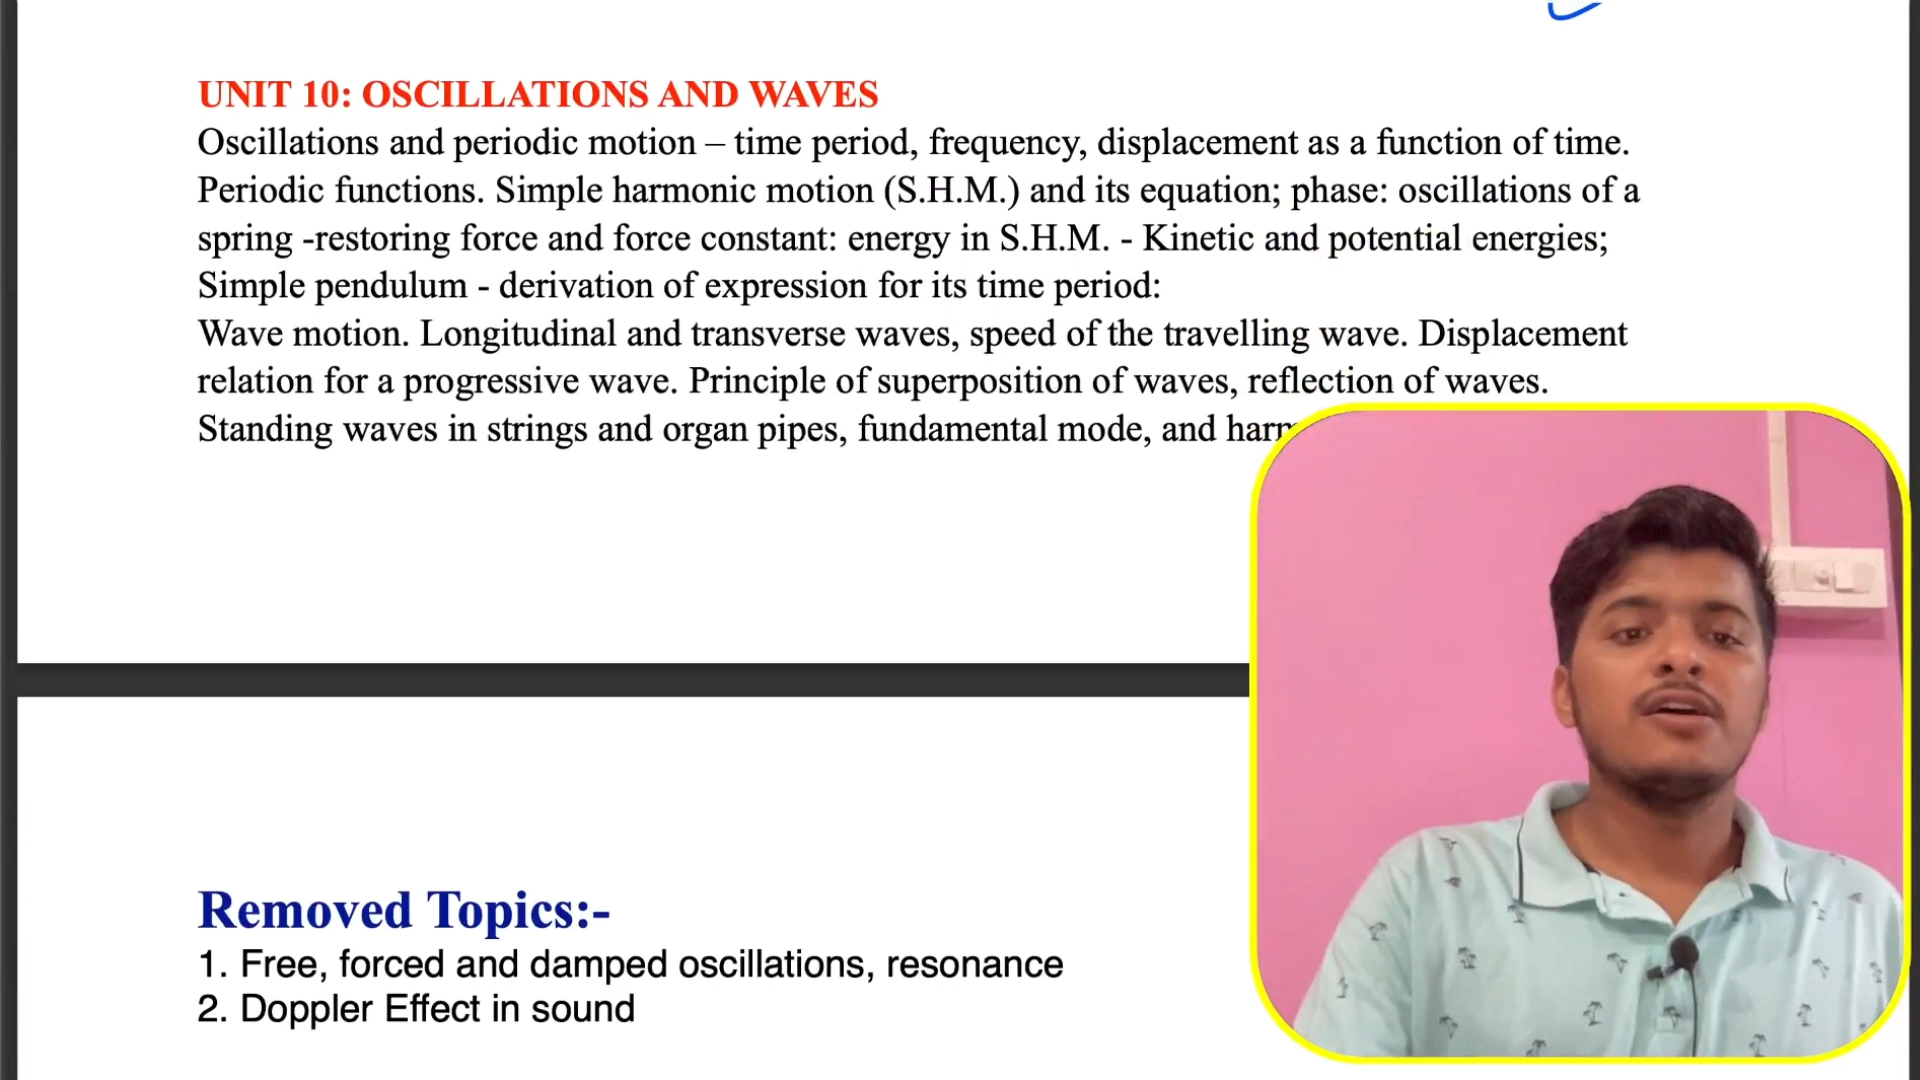 UNIT 10: OSCILLATIONS AND WAVES
Oscillations and periodic motion – time period, frequency, displacement as a function of time.
Periodic functions. Simple harmonic motion (S.H.M.) and its equation; phase: oscillations of a
spring -restoring force and force constant: energy in S.H.M. - Kinetic and potential energies;
Simple pendulum - derivation of expression for its time period:
Wave motion. Longitudinal and transverse waves, speed of the travelling wave. Displacement
relation for a progressive wave. Principle of superposition of waves, reflection of waves.
Standing waves in strings and organ pipes, fundamental mode, and
Removed Topics:-
1. Free, forced and damped oscillations, resonance
2. Doppler Effect in sound